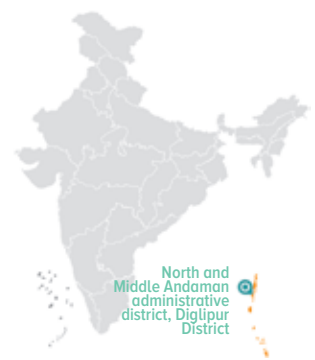 North and
Middle Andaman
administrative
district, Diglipur
District